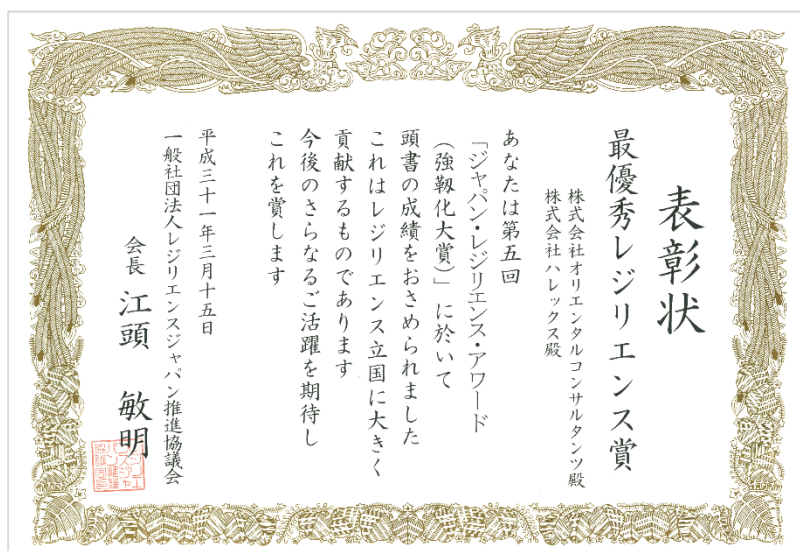 表彰状
最優秀レジリエンス賞
株式会社オリエンタルコンサルタンツ殿
株式会社ハレックス殿
あなたは第五回
「ジャパン・レジリエンス・アワード
（強靱化大賞）」に於いて
頭書の成績をおさめられました
これはレジリエンス立国に大きく
貢献するものであります
今後のさらなるご活躍を期待し
これを賞します
平成三十一年三月十五日
一般社団法人レジリエンスジャパン推進協議会
会長 江頭 敏明